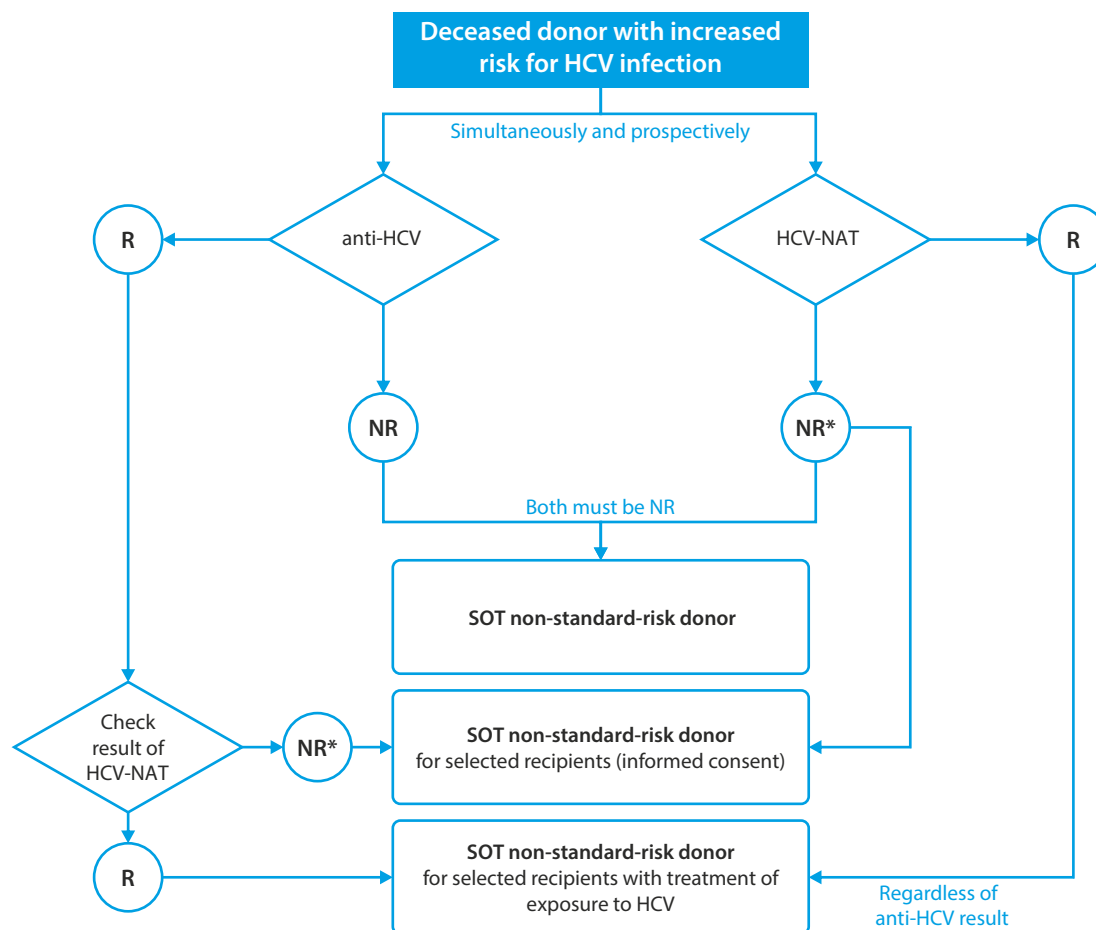 Deceased donor with increased
risk for HCV infection
Simultaneously and prospectively
R
anti-HCV
HCV-NAT
R
NR
NR*
Both must be NR
SOT non-standard-risk donor
Check
result of
HCV-NAT
NR*
SOT non-standard-risk donor
for selected recipients (informed consent)
R
SOT non-standard-risk donor
for selected recipients with treatment of
exposure to HCV
Regardless of
anti-HCV result